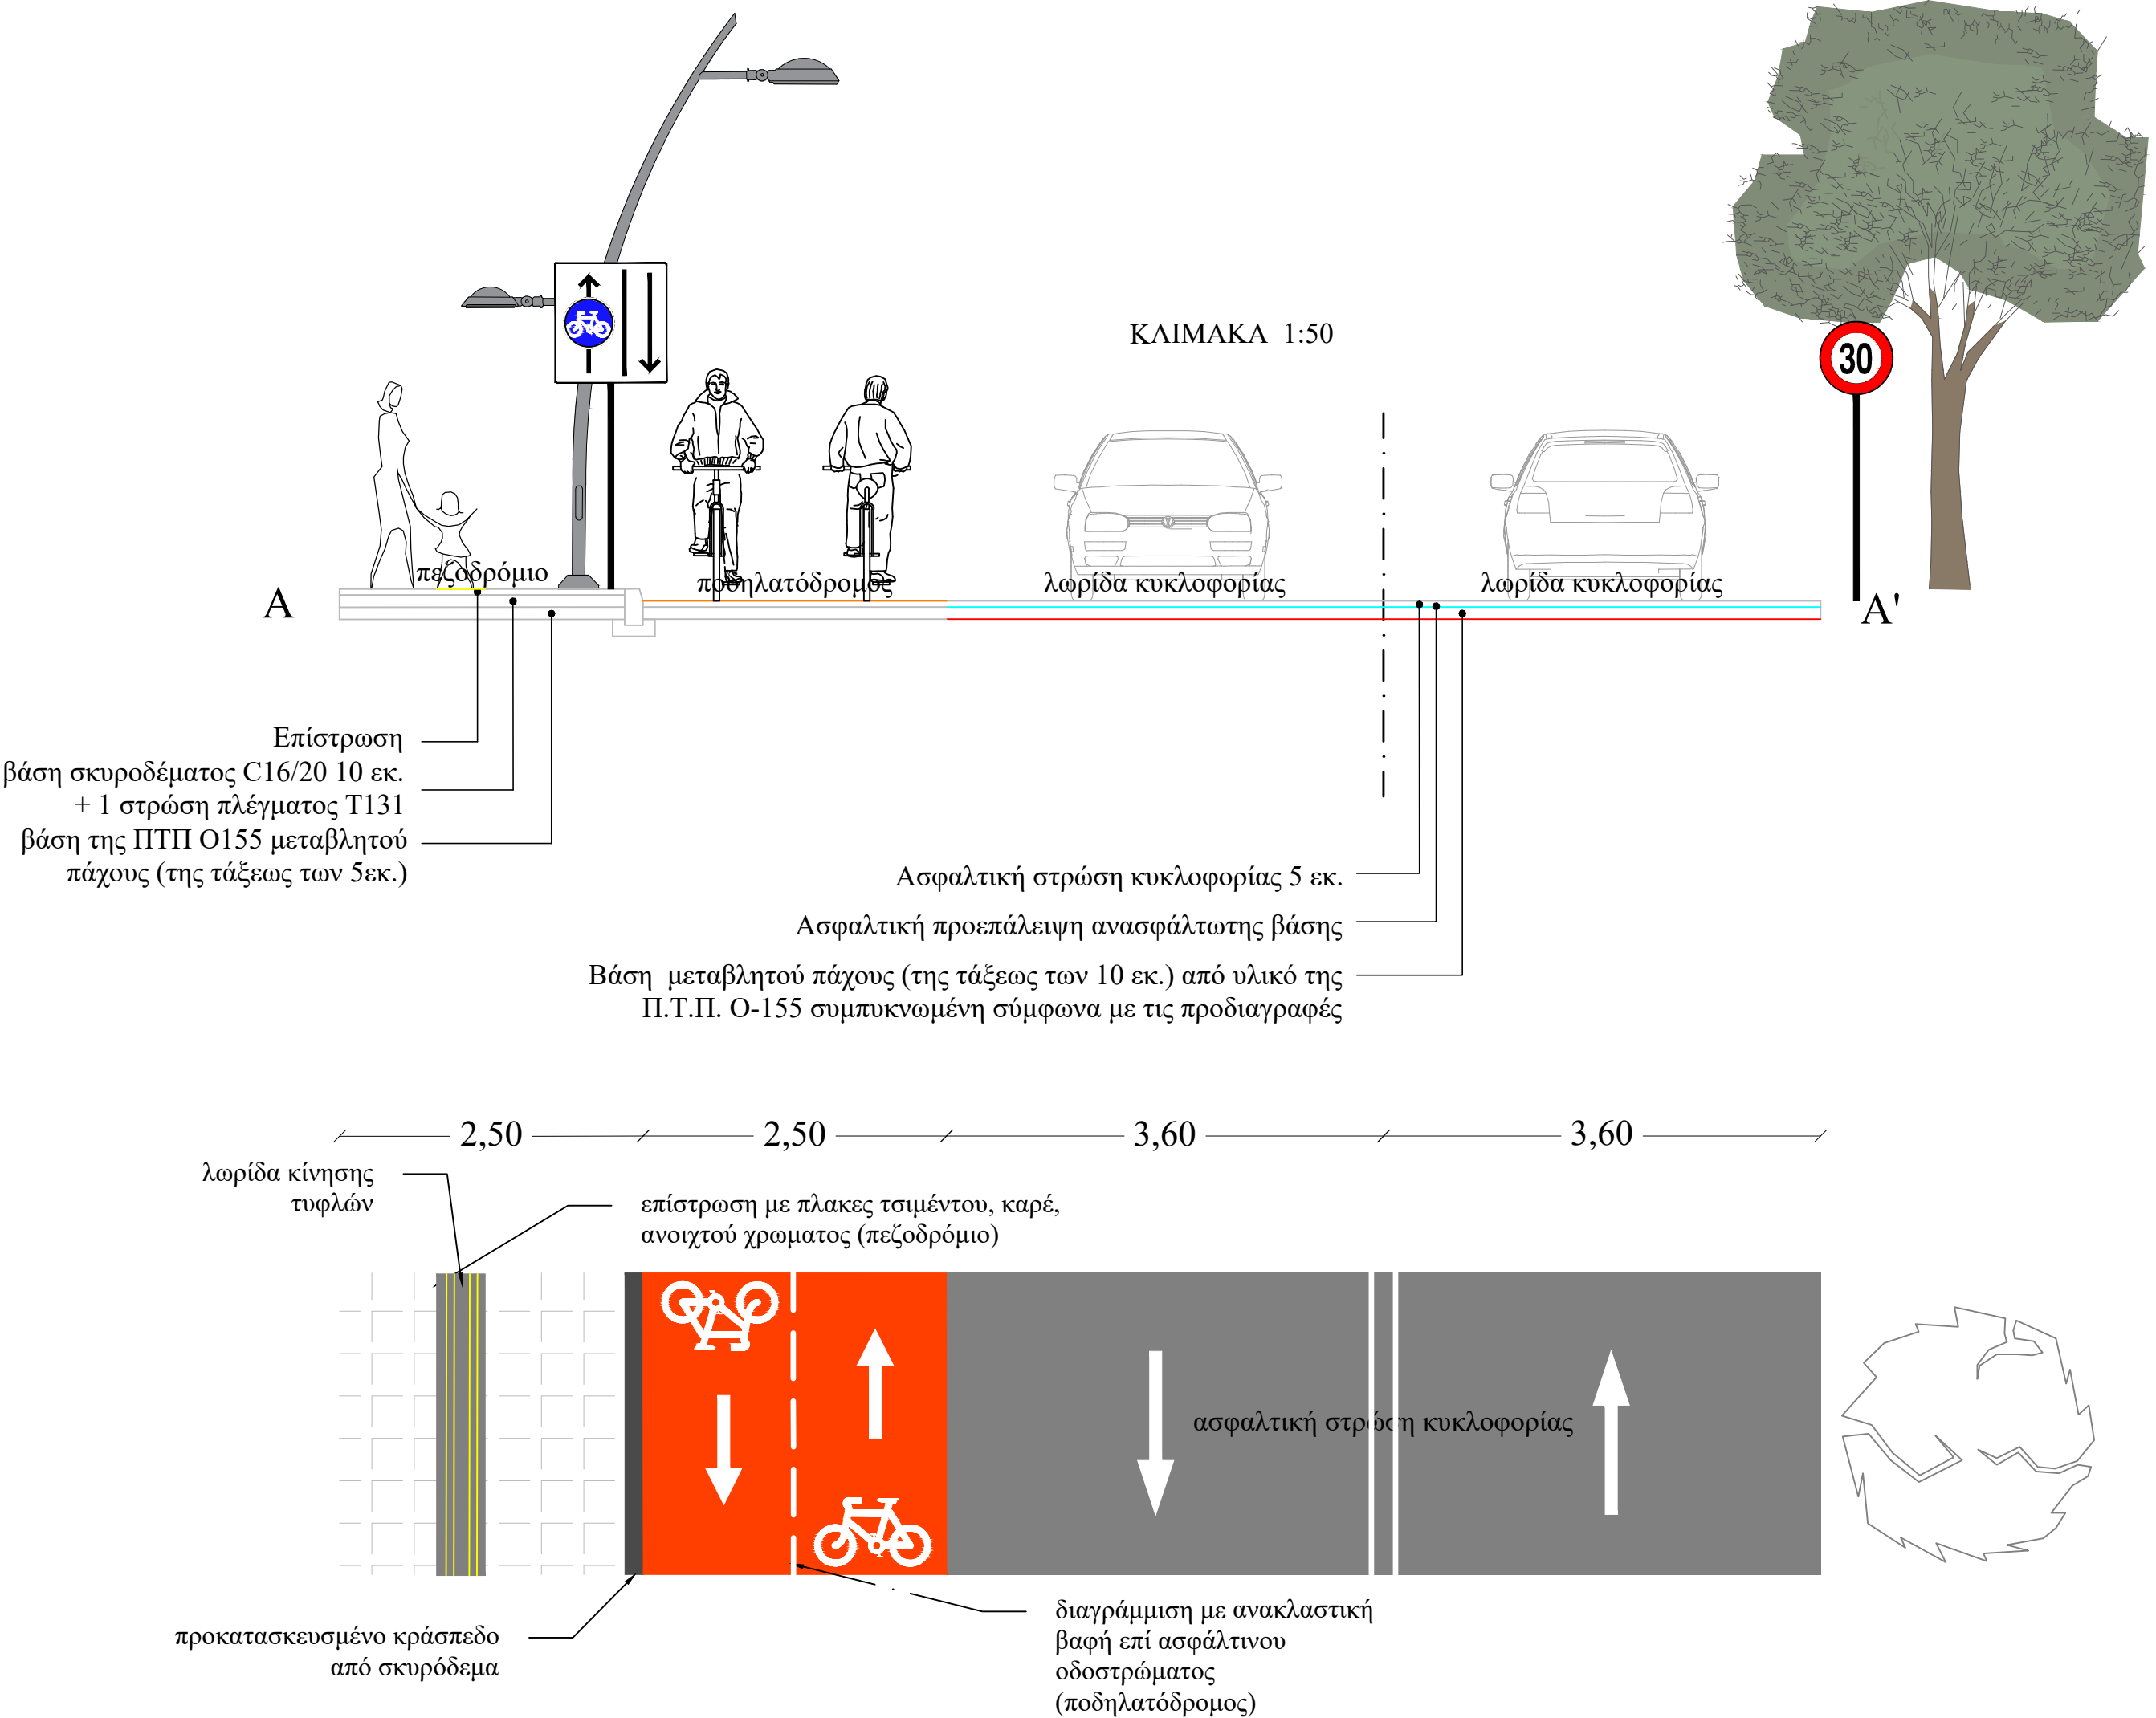 ΚΛΙΜΑΚΑ 1:50
30
πεζοδρόμιο
ποδηλατόδρομος
λωρίδα κυκλοφορίας
λωρίδα κυκλοφορίας
A
A'
Επίστρωση
βάση σκυροδέματος C16/20 10 εκ.
+ 1 στρώση πλέγματος Τ131
βάση της ΠΤΠ Ο155 μεταβλητού
πάχους (της τάξεως των 5εκ.)
Ασφαλτική στρώση κυκλοφορίας 5 εκ.
Ασφαλτική προεπάλειψη ανασφάλτωτης βάσης
Βάση μεταβλητού πάχους (της τάξεως των 10 εκ.) από υλικό της
Π.Τ.Π. Ο-155 συμπυκνωμένη σύμφωνα με τις προδιαγραφές
2,50
2,50
3,60
3,60
λωρίδα κίνησης
τυφλών
επίστρωση με πλακες τσιμέντου, καρέ,
ανοιχτού χρωματος (πεζοδρόμιο)
ασφαλτική στρώση κυκλοφορίας
προκατασκευσμένο κράσπεδο
από σκυρόδεμα
διαγράμμιση με ανακλαστική
βαφή επί ασφάλτινου
οδοστρώματος
(ποδηλατόδρομος)